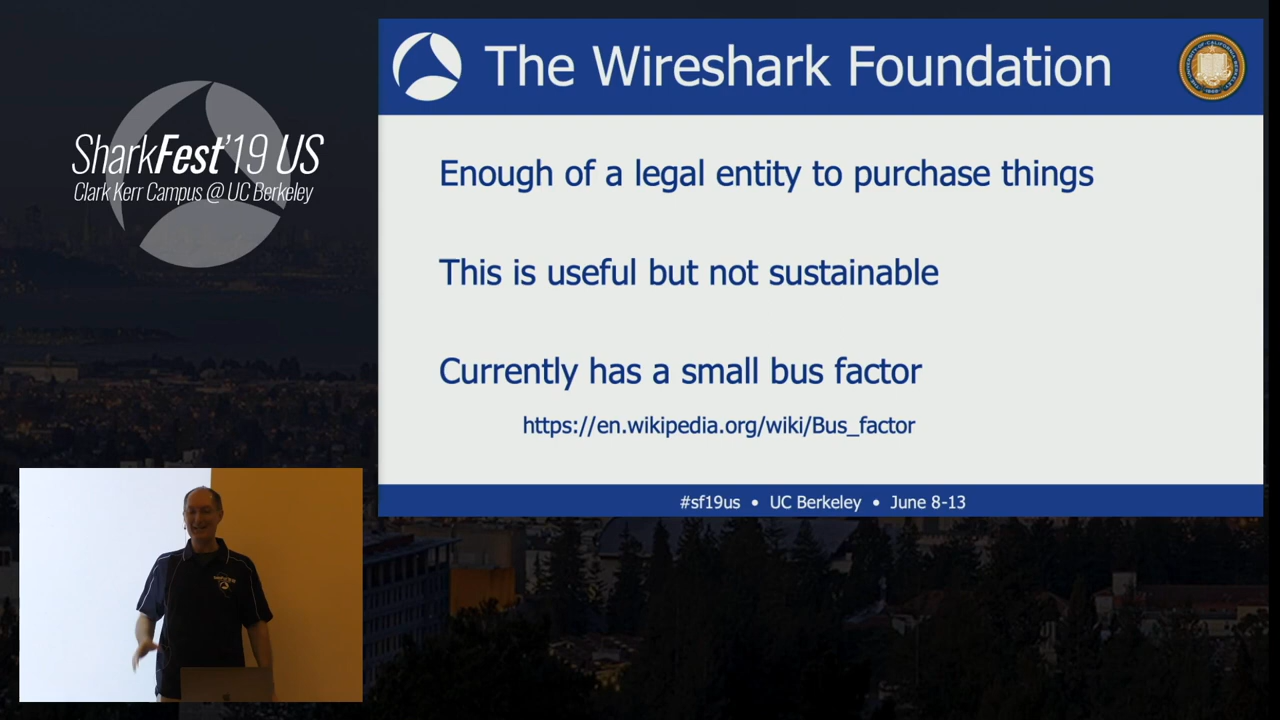 SharkFest'19 US
Clark Kerr Campus @ UC Berkeley
The Wireshark Foundation
Enough of a legal entity to purchase things
This is useful but not sustainable
Currently has a small bus factor
https://en.wikipedia.org/wiki/Bus_factor
#sf19us • UC Berkeley • June 8-13